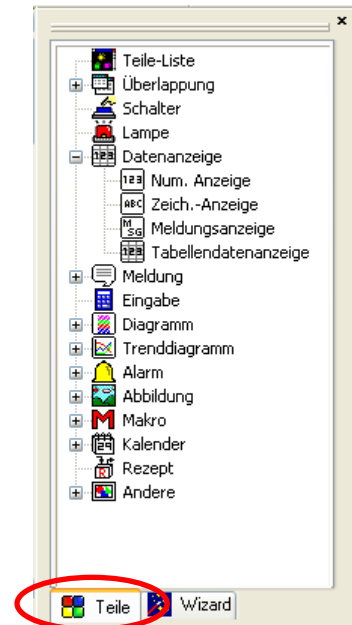 Teile-Liste
Überlappung
Schalter
Lampe
Datenanzeige
Num. Anzeige
Zeich.-Anzeige
Meldungsanzeige
Tabellendatenanzeige
Meldung
Eingabe
Diagramm
Trenddiagramm
Alarm
Abbildung
Makro
Kalender
Rezept
Andere
Teile Wizard